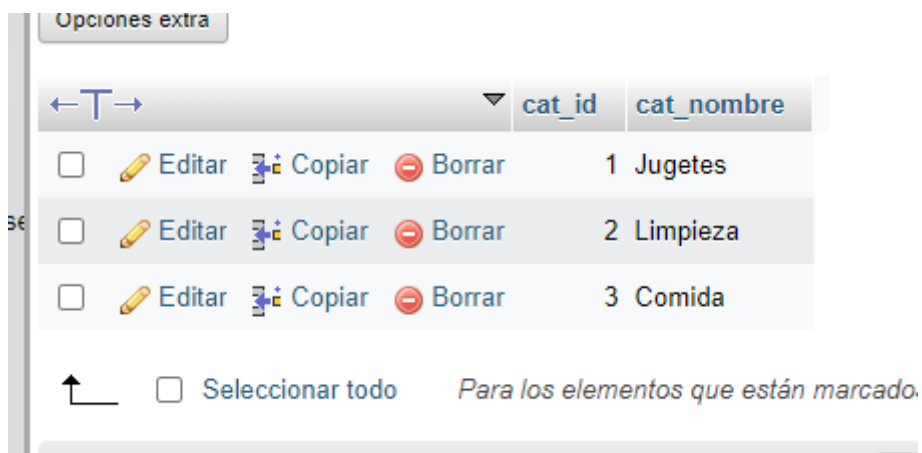 Opciones extra
←T→ cat_id cat_nombre
Editar Copiar Borrar 1 Jugetes
Editar Copiar Borrar 2 Limpieza
Editar Copiar Borrar 3 Comida
Seleccionar todo Para los elementos que están marcados